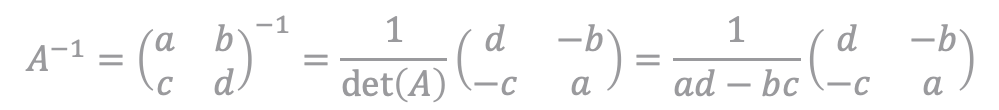 A⁻¹ = (a b; c d)⁻¹ = 1/det(A) (d −b; −c a) = 1/(ad − bc) (d −b; −c a)